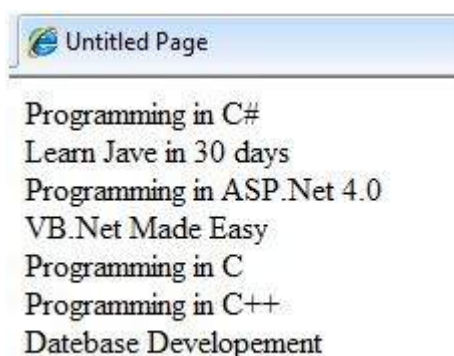 Untitled Page
Programming in C#
Learn Jave in 30 days
Programming in ASP.Net 4.0
VB.Net Made Easy
Programming in C
Programming in C++
Datebase Developement